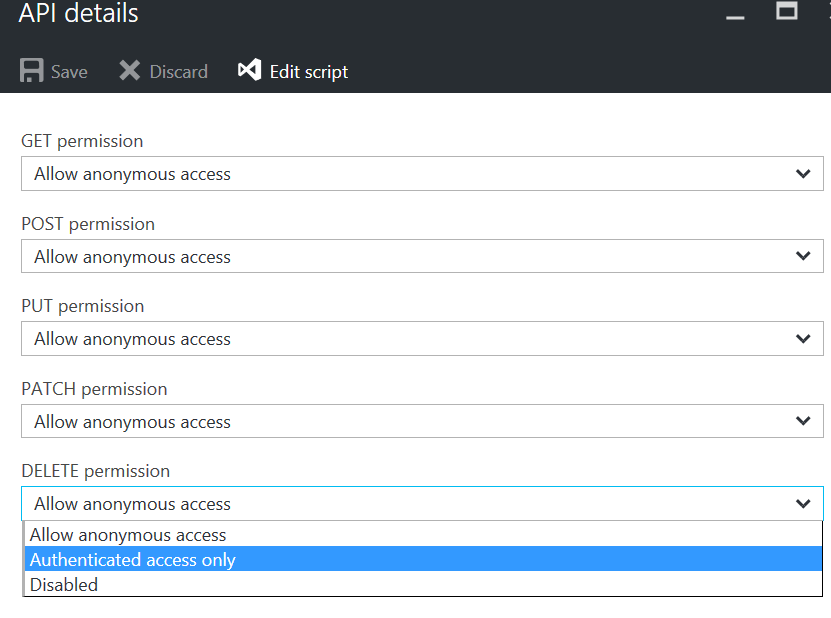 API details
Save Discard Edit script
GET permission
Allow anonymous access
POST permission
Allow anonymous access
PUT permission
Allow anonymous access
PATCH permission
Allow anonymous access
DELETE permission
Allow anonymous access
Allow anonymous access
Authenticated access only
Disabled